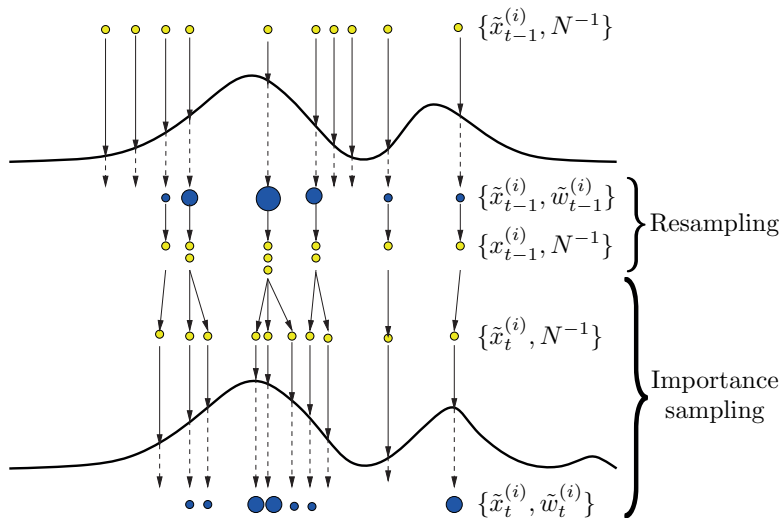 {x̃_{t-1}^{(i)}, N^{-1}}
{x̃_{t-1}^{(i)}, w̃_{t-1}^{(i)}}
Resampling
{x_{t-1}^{(i)}, N^{-1}}
{x̃_t^{(i)}, N^{-1}}
Importance
sampling
{x̃_t^{(i)}, w̃_t^{(i)}}